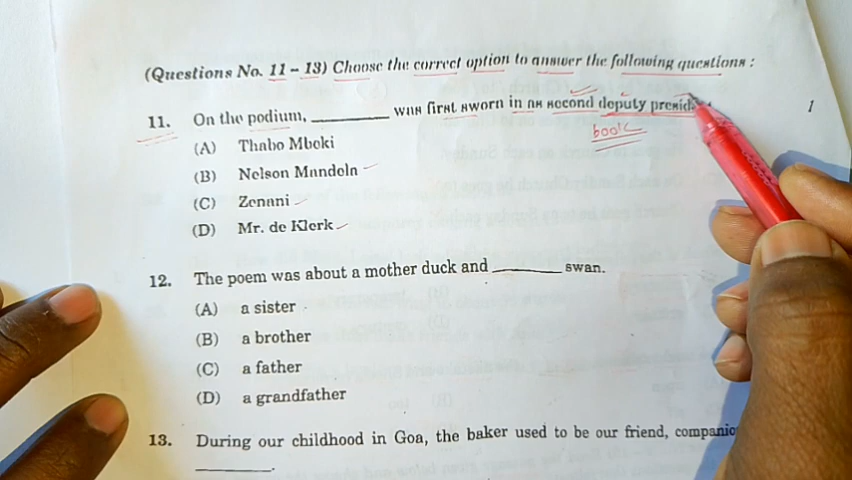 (Questions No. 11 – 13) Choose the correct option to answer the following questions :
11. On the podium, ________ was first sworn in as second deputy presid
1
book
(A) Thabo Mbeki
(B) Nelson Mandela
(C) Zenani
(D) Mr. de Klerk
12. The poem was about a mother duck and ________ swan.
(A) a sister
(B) a brother
(C) a father
(D) a grandfather
13. During our childhood in Goa, the baker used to be our friend, companio
________.